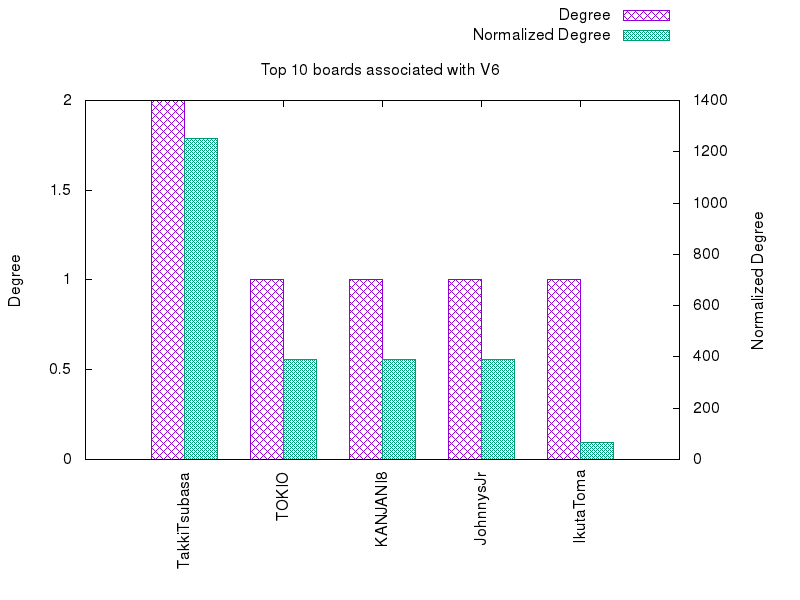 Degree
Normalized Degree
Top 10 boards associated with V6
2
1.5
1
0.5
0
Degree
1400
1200
1000
800
600
400
200
0
Normalized Degree
TakkiTsubasa
TOKIO
KANJANI8
JohnnysJr
IkutaToma